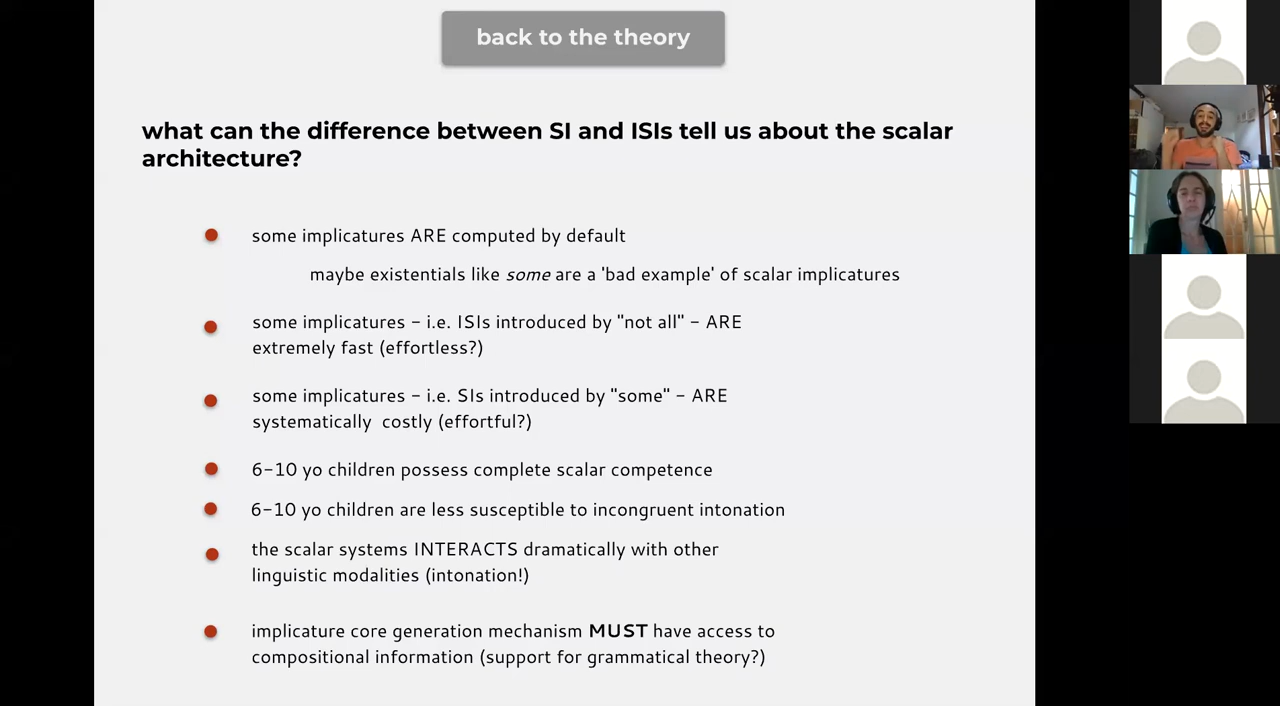 back to the theory
what can the difference between SI and ISIs tell us about the scalar
architecture?
some implicatures ARE computed by default
maybe existentials like some are a 'bad example' of scalar implicatures
some implicatures – i.e. ISIs introduced by "not all" – ARE
extremely fast (effortless?)
some implicatures – i.e. SIs introduced by "some" – ARE
systematically  costly (effortful?)
6–10 yo children possess complete scalar competence
6–10 yo children are less susceptible to incongruent intonation
the scalar systems INTERACTS dramatically with other
linguistic modalities (intonation!)
implicature core generation mechanism MUST have access to
compositional information (support for grammatical theory?)